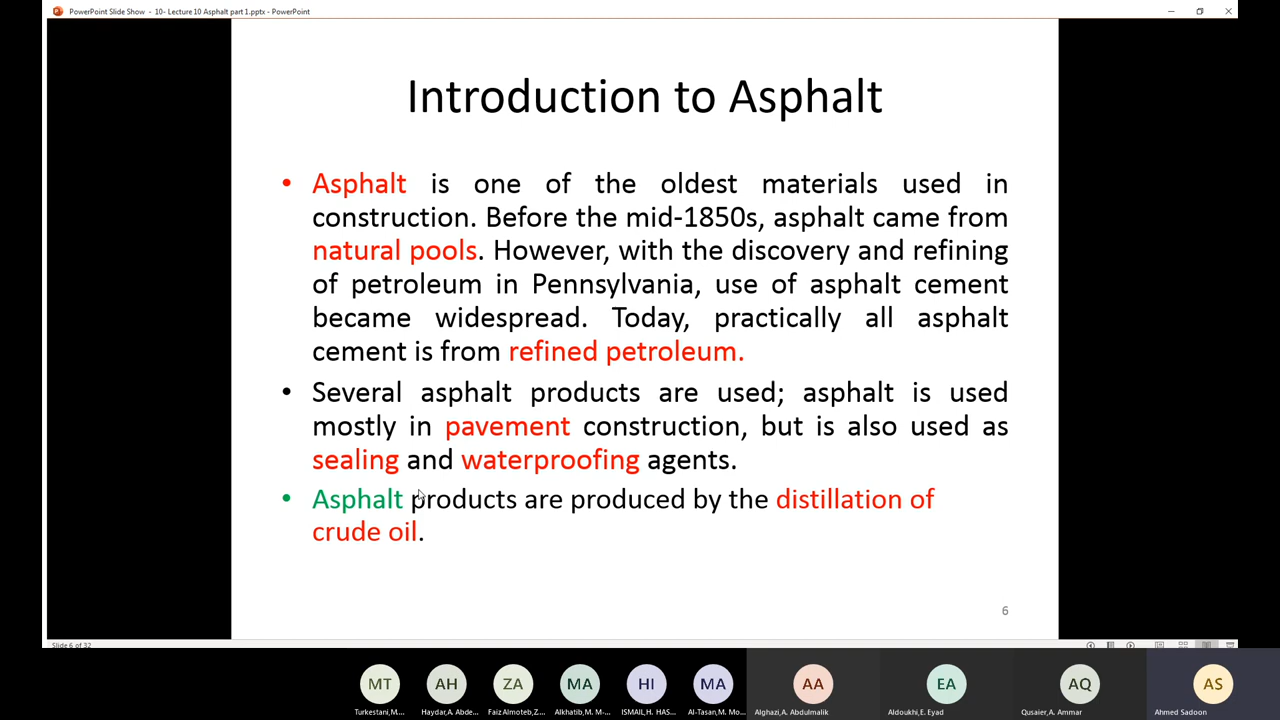 PowerPoint Slide Show - 10- Lecture 10 Asphalt part 1.pptx - PowerPoint
Introduction to Asphalt
• Asphalt is one of the oldest materials used in
construction. Before the mid-1850s, asphalt came from
natural pools. However, with the discovery and refining
of petroleum in Pennsylvania, use of asphalt cement
became widespread. Today, practically all asphalt
cement is from refined petroleum.
• Several asphalt products are used; asphalt is used
mostly in pavement construction, but is also used as
sealing and waterproofing agents.
• Asphalt products are produced by the distillation of
crude oil.
6
Slide 6 of 32
MT AH ZA MA HI MA AA EA AQ AS
Turkestani,M.... Haydar,A. Abde... Faiz Almoteb,Z... Alkhatib,M. M-... ISMAIL,H. HAS... Al-Tasan,M. Mo... Alghazi,A. Abdulmalik Aldoukhi,E. Eyad Qusaier,A. Ammar Ahmed Sadoon